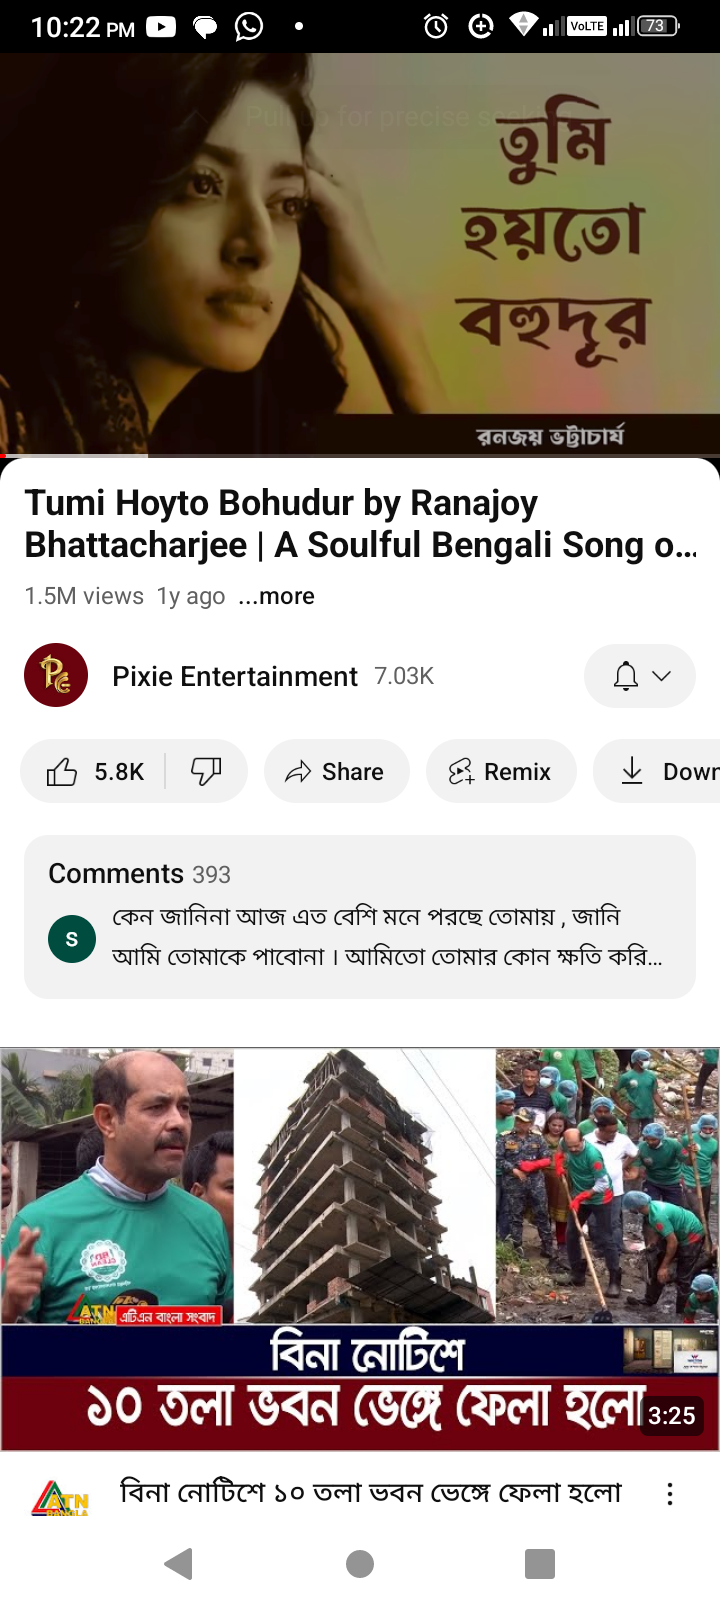 10:22 PM
VoLTE
73
Pull up for precise seeking
তুমি
হয়তো
বহুদূর
রনজয় ভট্টাচার্য
Tumi Hoyto Bohudur by Ranajoy
Bhattacharjee | A Soulful Bengali Song o...
1.5M views 1y ago ...more
Pixie Entertainment 7.03K
5.8K
Share
Remix
Down
Comments 393
S
কেন জানিনা আজ এত বেশি মনে পরছে তোমায় , জানি
আমি তোমাকে পাবোনা । আমিতো তোমার কোন ক্ষতি করি...
ATN
BANGLA
এটিএন বাংলা সংবাদ
বিনা নোটিশে
১০ তলা ভবন ভেঙ্গে ফেলা হলো
3:25
ATN
BANGLA
বিনা নোটিশে ১০ তলা ভবন ভেঙ্গে ফেলা হলো